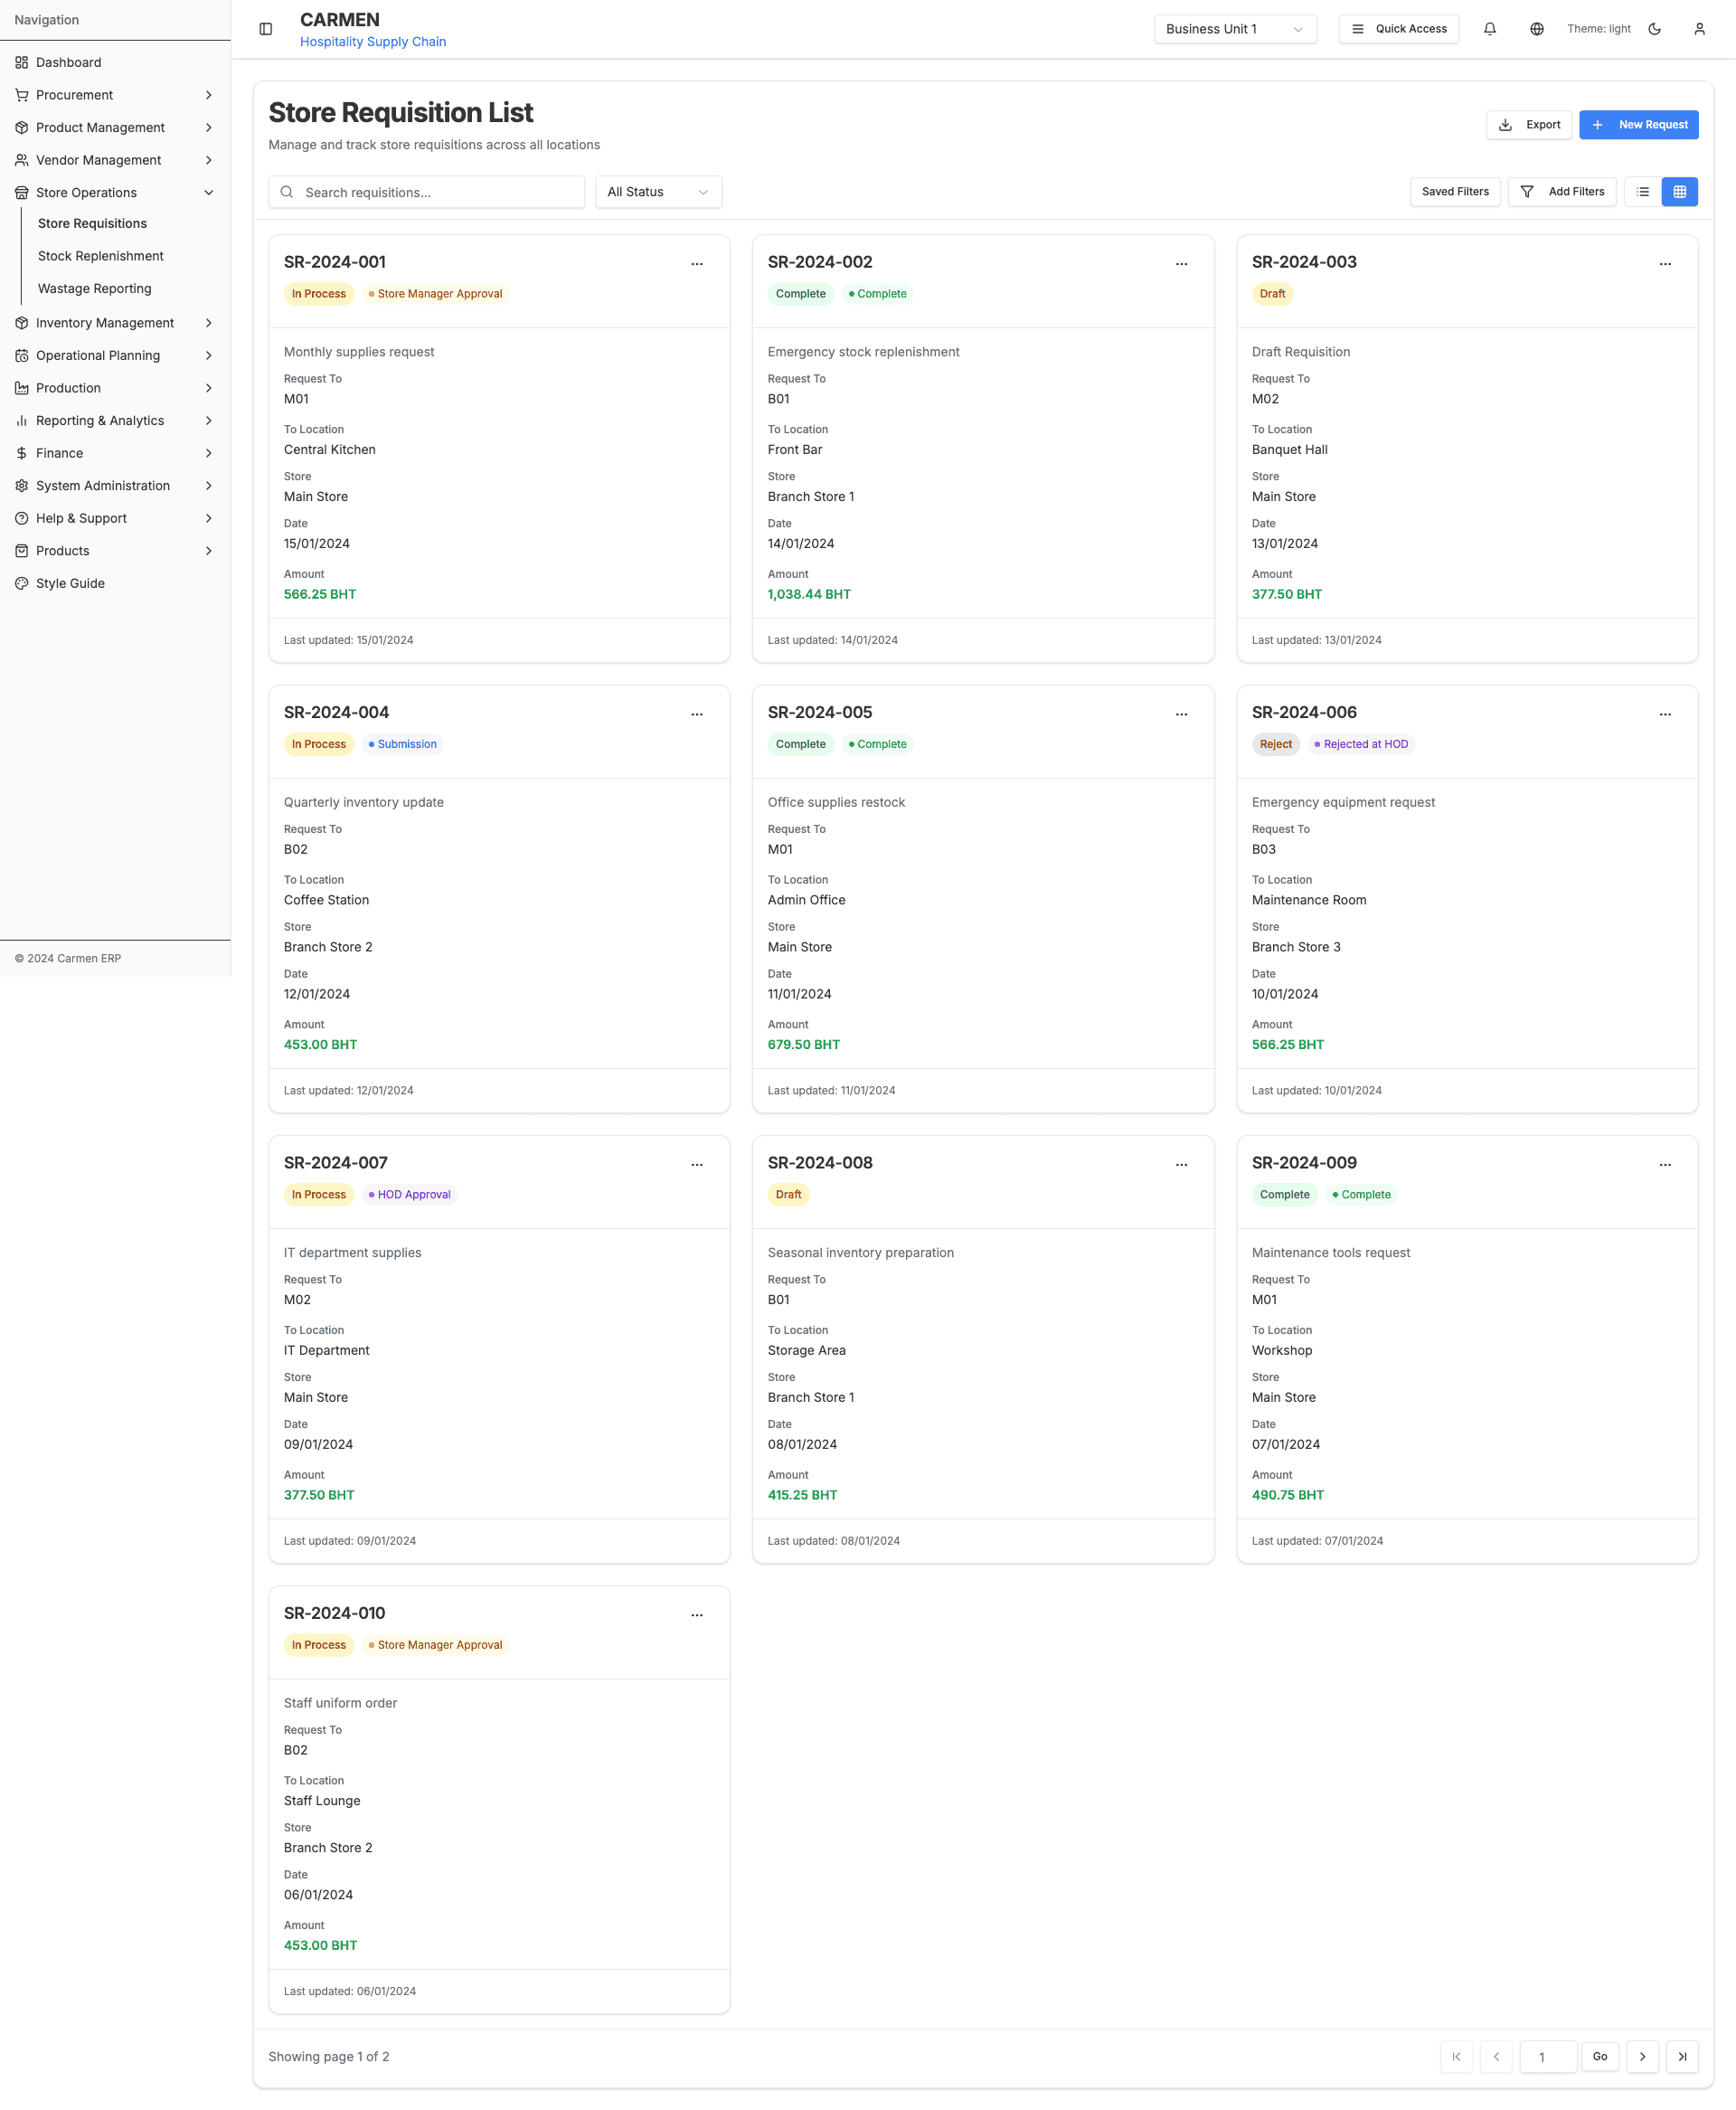 Navigation
Dashboard
Procurement
Product Management
Vendor Management
Store Operations
Store Requisitions
Stock Replenishment
Wastage Reporting
Inventory Management
Operational Planning
Production
Reporting & Analytics
Finance
System Administration
Help & Support
Products
Style Guide
© 2024 Carmen ERP
CARMEN
Hospitality Supply Chain
Business Unit 1
Quick Access
Theme: light
Store Requisition List
Manage and track store requisitions across all locations
Export
New Request
Search requisitions...
All Status
Saved Filters
Add Filters
SR-2024-001
In Process
Store Manager Approval
Monthly supplies request
Request To
M01
To Location
Central Kitchen
Store
Main Store
Date
15/01/2024
Amount
566.25 BHT
Last updated: 15/01/2024
SR-2024-002
Complete
Complete
Emergency stock replenishment
Request To
B01
To Location
Front Bar
Store
Branch Store 1
Date
14/01/2024
Amount
1,038.44 BHT
Last updated: 14/01/2024
SR-2024-003
Draft
Draft Requisition
Request To
M02
To Location
Banquet Hall
Store
Main Store
Date
13/01/2024
Amount
377.50 BHT
Last updated: 13/01/2024
SR-2024-004
In Process
Submission
Quarterly inventory update
Request To
B02
To Location
Coffee Station
Store
Branch Store 2
Date
12/01/2024
Amount
453.00 BHT
Last updated: 12/01/2024
SR-2024-005
Complete
Complete
Office supplies restock
Request To
M01
To Location
Admin Office
Store
Main Store
Date
11/01/2024
Amount
679.50 BHT
Last updated: 11/01/2024
SR-2024-006
Reject
Rejected at HOD
Emergency equipment request
Request To
B03
To Location
Maintenance Room
Store
Branch Store 3
Date
10/01/2024
Amount
566.25 BHT
Last updated: 10/01/2024
SR-2024-007
In Process
HOD Approval
IT department supplies
Request To
M02
To Location
IT Department
Store
Main Store
Date
09/01/2024
Amount
377.50 BHT
Last updated: 09/01/2024
SR-2024-008
Draft
Seasonal inventory preparation
Request To
B01
To Location
Storage Area
Store
Branch Store 1
Date
08/01/2024
Amount
415.25 BHT
Last updated: 08/01/2024
SR-2024-009
Complete
Complete
Maintenance tools request
Request To
M01
To Location
Workshop
Store
Main Store
Date
07/01/2024
Amount
490.75 BHT
Last updated: 07/01/2024
SR-2024-010
In Process
Store Manager Approval
Staff uniform order
Request To
B02
To Location
Staff Lounge
Store
Branch Store 2
Date
06/01/2024
Amount
453.00 BHT
Last updated: 06/01/2024
Showing page 1 of 2
1
Go